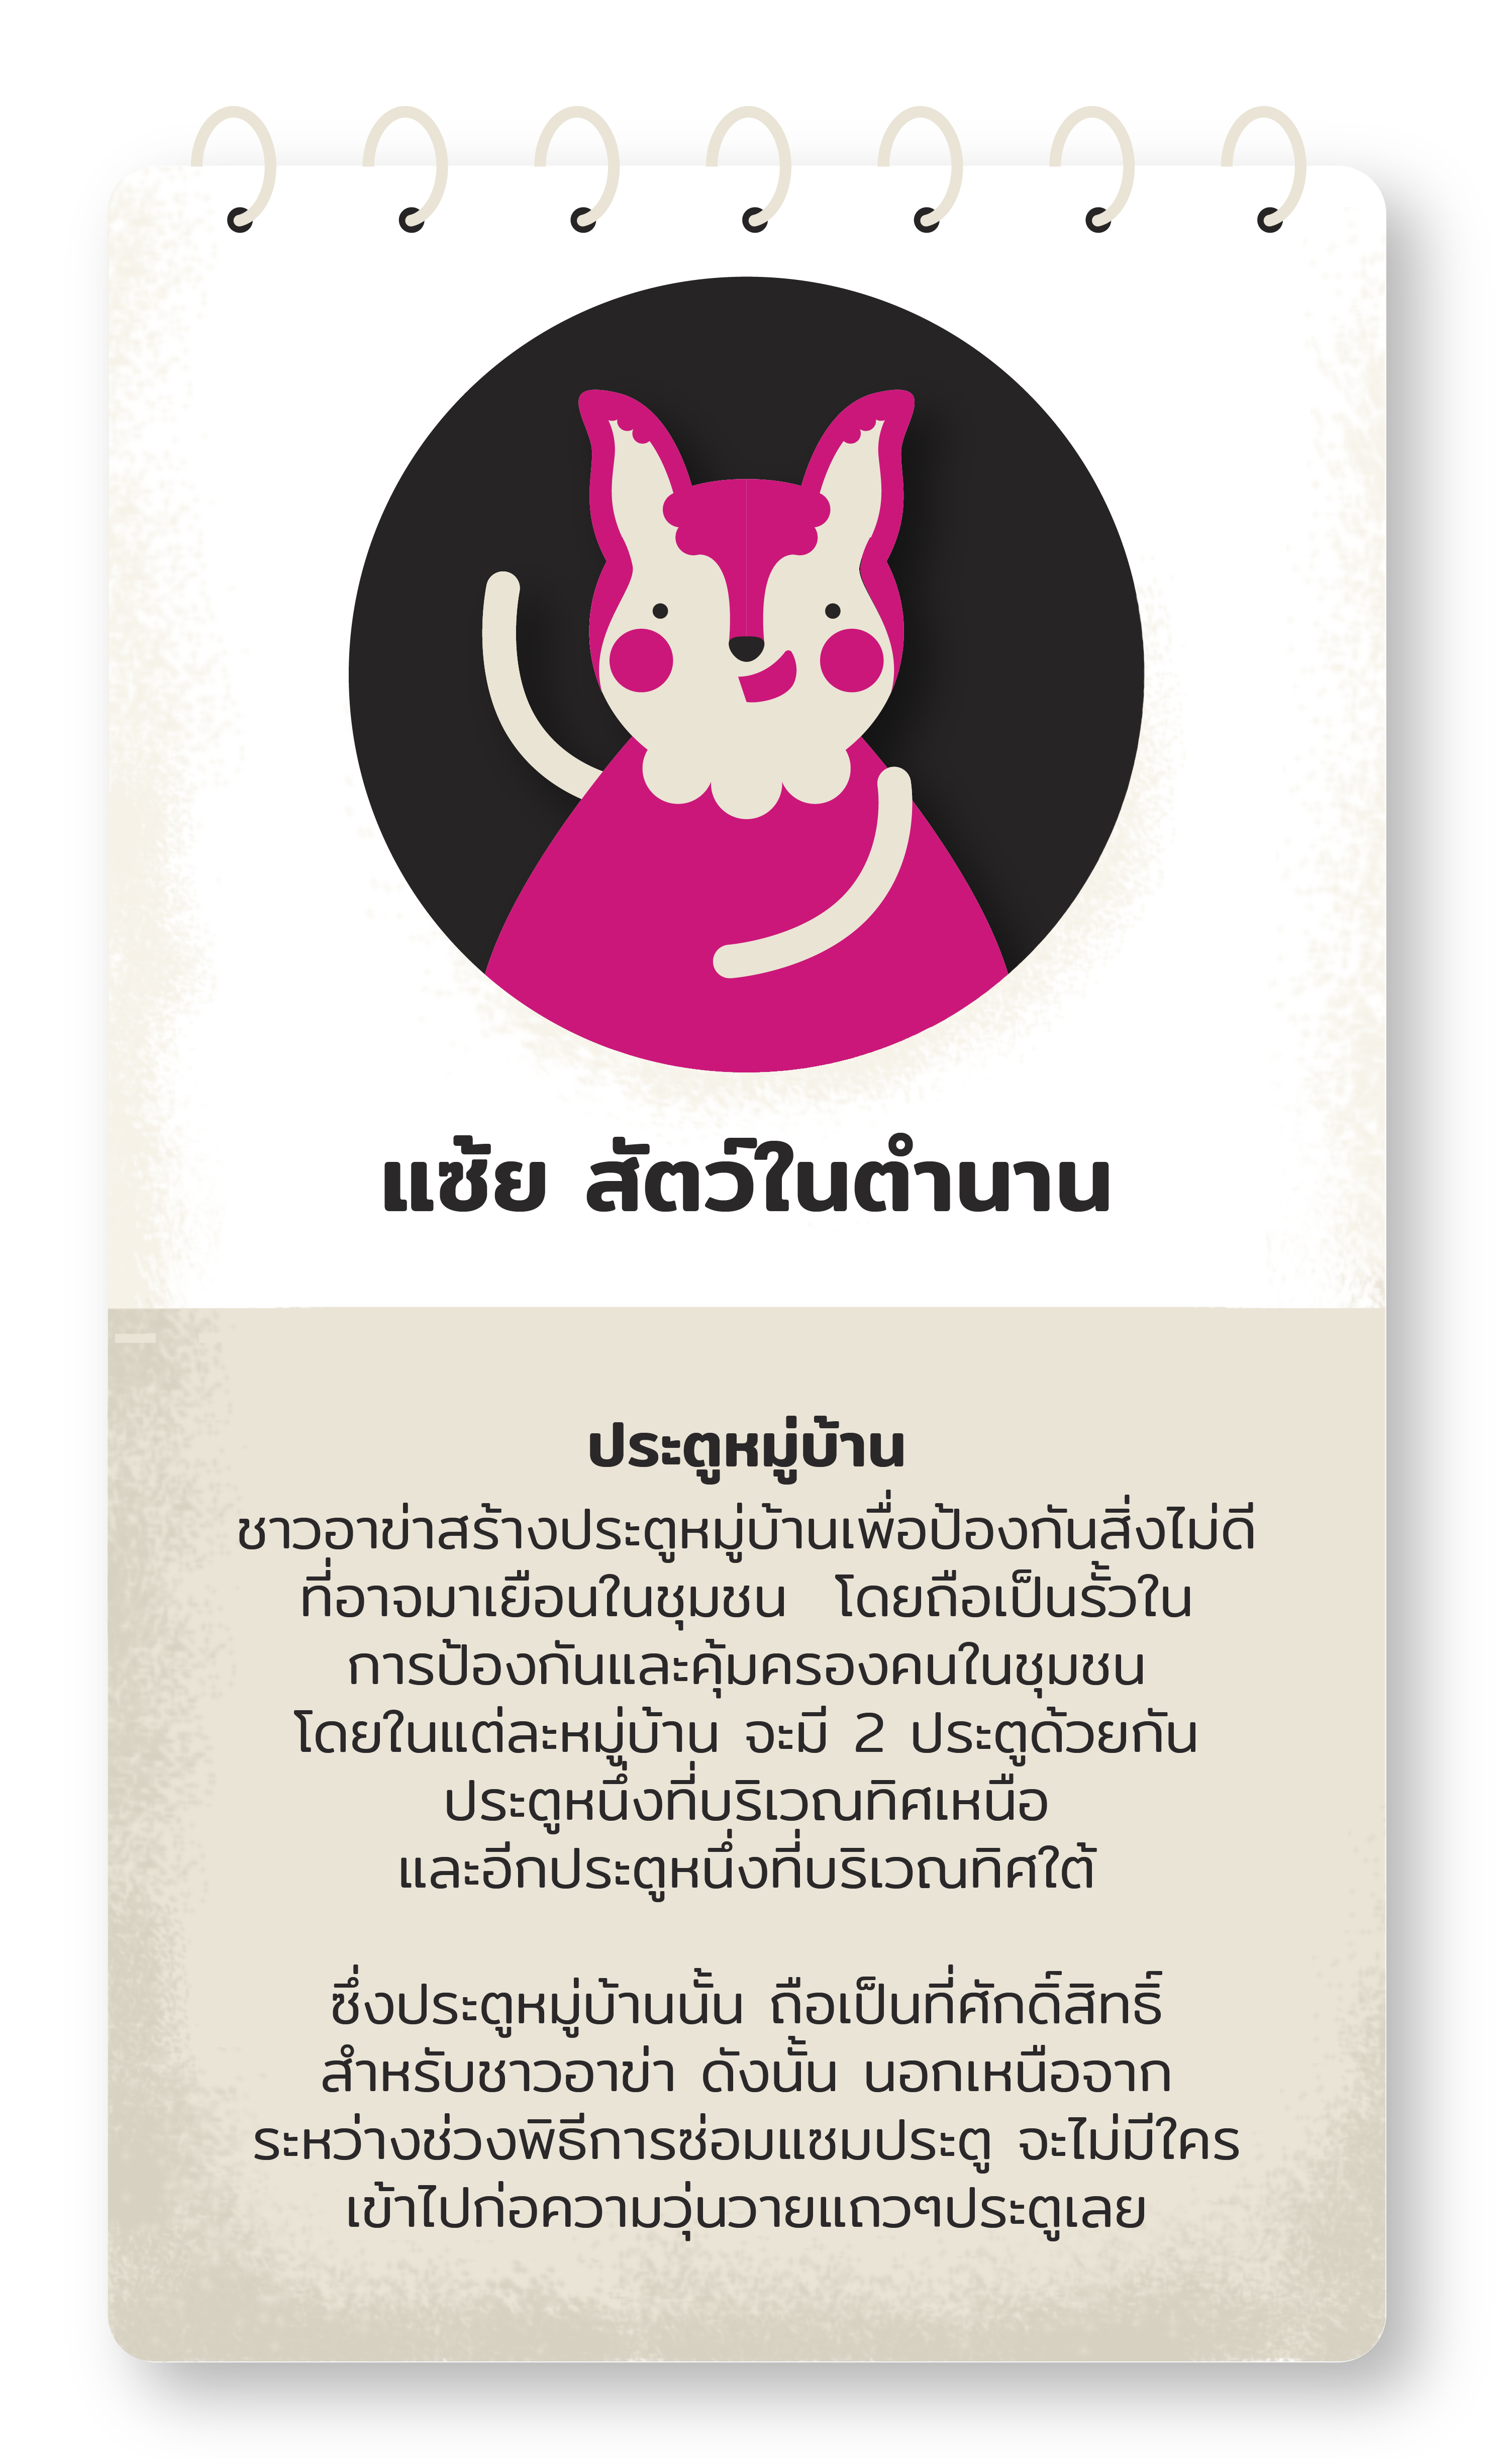 แซ้ย สัตว์ในตำนาน
ประตูหมู่บ้าน
ชาวอาข่าสร้างประตูหมู่บ้านเพื่อป้องกันสิ่งไม่ดี
ที่อาจมาเยือนในชุมชน โดยถือเป็นรั้วใน
การป้องกันและคุ้มครองคนในชุมชน
โดยในแต่ละหมู่บ้าน จะมี 2 ประตูด้วยกัน
ประตูหนึ่งที่บริเวณทิศเหนือ
และอีกประตูหนึ่งที่บริเวณทิศใต้
ซึ่งประตูหมู่บ้านนั้น ถือเป็นที่ศักดิ์สิทธิ์
สำหรับชาวอาข่า ดังนั้น นอกเหนือจาก
ระหว่างช่วงพิธีการซ่อมแซมประตู จะไม่มีใคร
เข้าไปก่อความวุ่นวายแถวๆประตูเลย